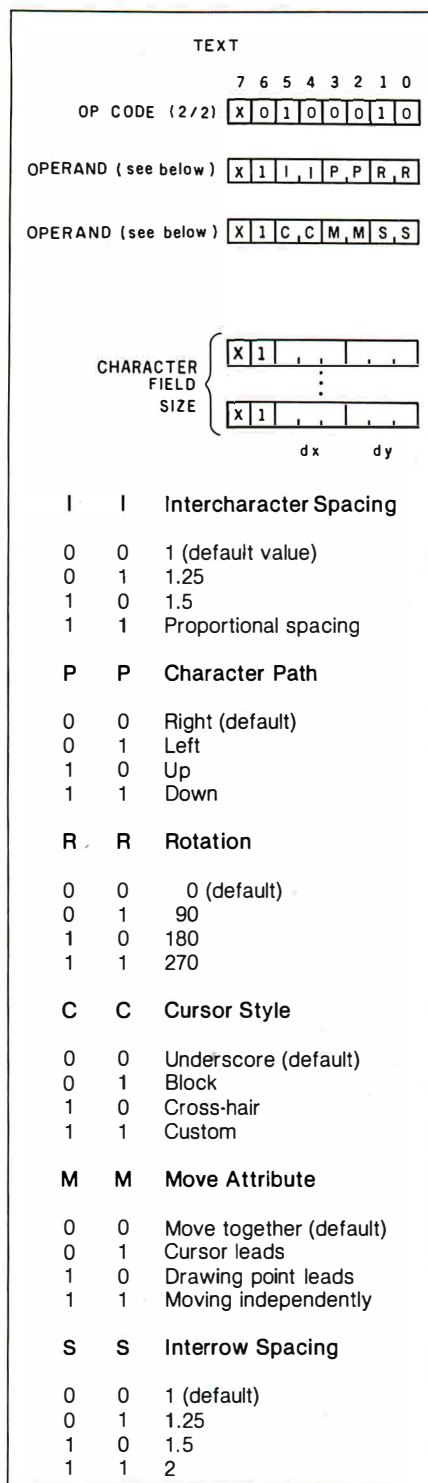 TEXT
7 6 5 4 3 2 1 0
OP CODE (2/2) X 0 1 0 0 0 1 0
OPERAND (see below) X 1 I I P P R R
OPERAND (see below) X 1 C C M M S S
X 1
CHARACTER
FIELD
SIZE
X 1
dx dy
I I Intercharacter Spacing
0 0 1 (default value)
0 1 1.25
1 0 1.5
1 1 Proportional spacing
P P Character Path
0 0 Right (default)
0 1 Left
1 0 Up
1 1 Down
R R Rotation
0 0 0 (default)
0 1 90
1 0 180
1 1 270
C C Cursor Style
0 0 Underscore (default)
0 1 Block
1 0 Cross-hair
1 1 Custom
M M Move Attribute
0 0 Move together (default)
0 1 Cursor leads
1 0 Drawing point leads
1 1 Moving independently
S S Interrow Spacing
0 0 1 (default)
0 1 1.25
1 0 1.5
1 1 2